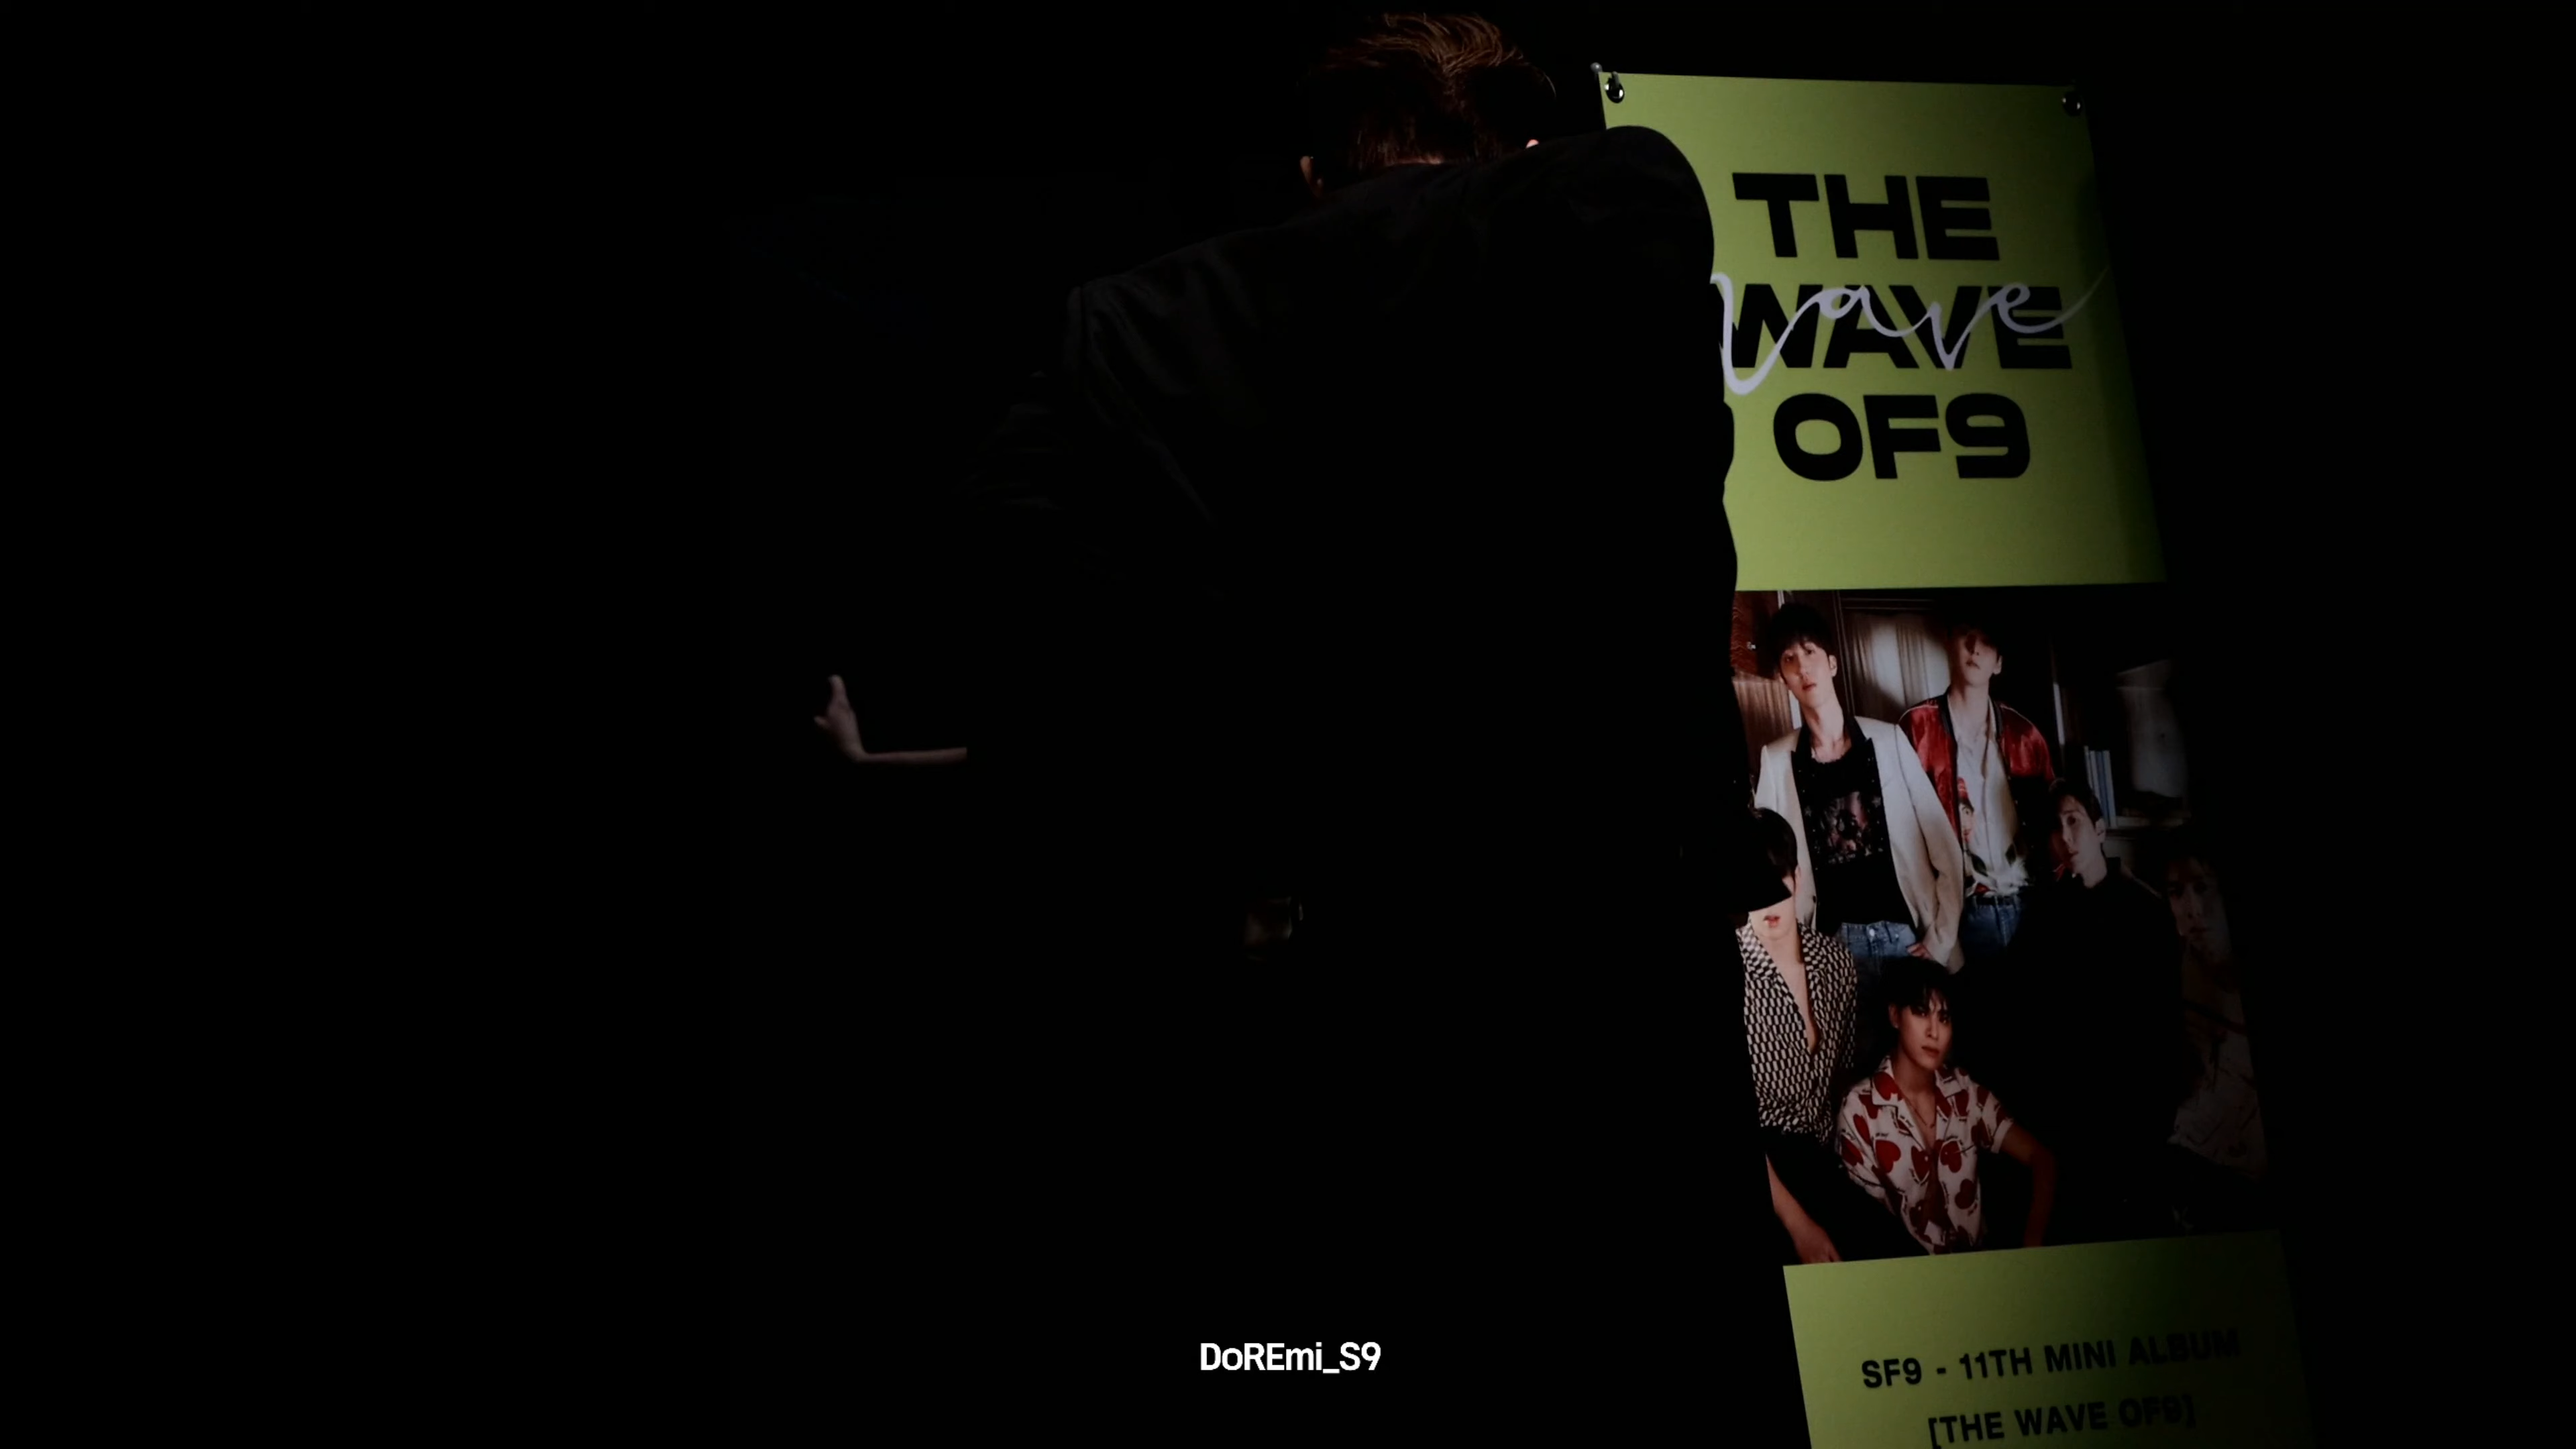 THE
WAVE
wave
OF9
SF9 - 11TH MINI ALBUM
[THE WAVE OF9]
DoREmi_S9